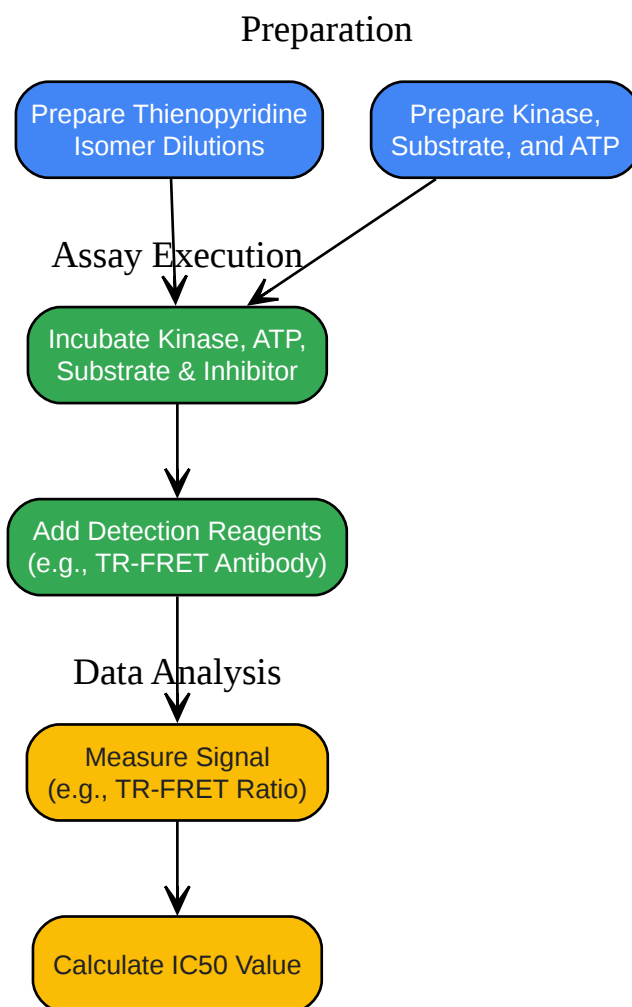 Preparation
Prepare Thienopyridine
Isomer Dilutions
Prepare Kinase,
Substrate, and ATP
Assay Execution
Incubate Kinase, ATP,
Substrate & Inhibitor
Add Detection Reagents
(e.g., TR-FRET Antibody)
Data Analysis
Measure Signal
(e.g., TR-FRET Ratio)
Calculate IC50 Value